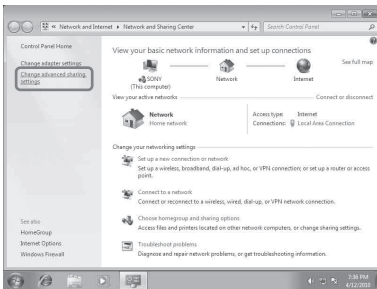 « Network and Internet ▸ Network and Sharing Center
Search Control Panel
Control Panel Home
Change adapter settings
Change advanced sharing settings
View your basic network information and set up connections
See full map
SONY
(This computer)
Network
Internet
View your active networks
Connect or disconnect
Network
Home network
Access type: Internet
Connections: Local Area Connection
Change your networking settings
Set up a new connection or network
Set up a wireless, broadband, dial-up, ad hoc, or VPN connection; or set up a router or access
point.
Connect to a network
Connect or reconnect to a wireless, wired, dial-up, or VPN network connection.
Choose homegroup and sharing options
Access files and printers located on other network computers, or change sharing settings.
Troubleshoot problems
Diagnose and repair network problems, or get troubleshooting information.
See also
HomeGroup
Internet Options
Windows Firewall
7:36 PM
4/12/2010